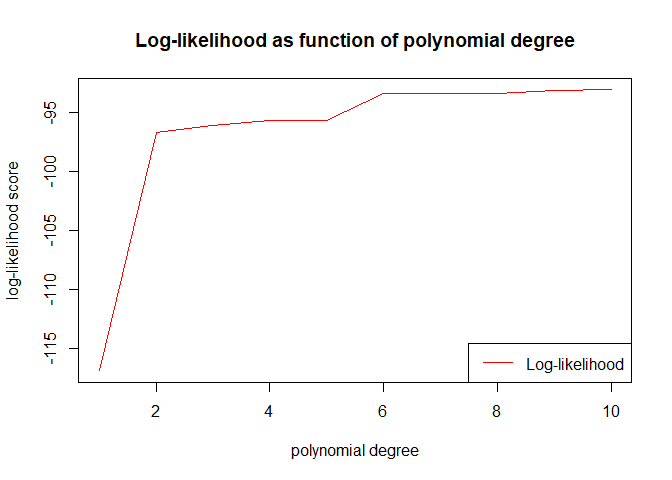 Log-likelihood as function of polynomial degree
log-likelihood score
-95
-100
-105
-110
-115
Log-likelihood
2 4 6 8 10
polynomial degree